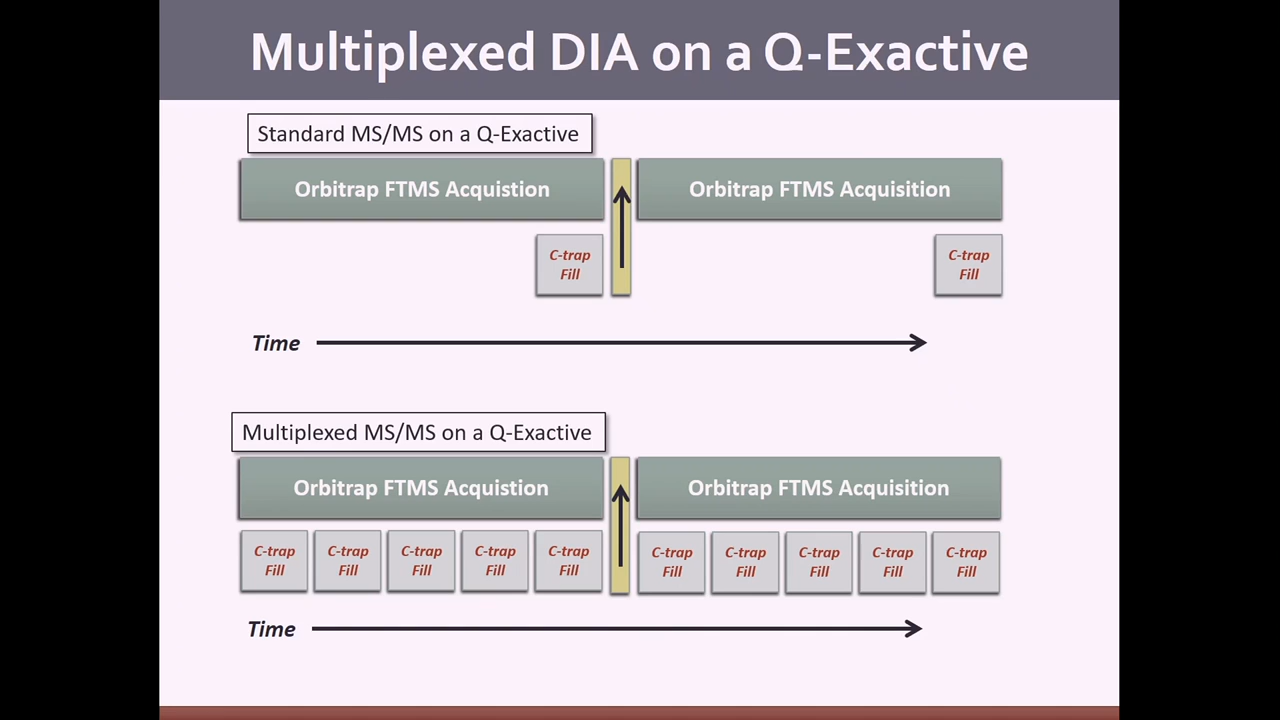 Multiplexed DIA on a Q-Exactive
Standard MS/MS on a Q-Exactive
Orbitrap FTMS Acquistion
Orbitrap FTMS Acquisition
C-trap
Fill
C-trap
Fill
Time
Multiplexed MS/MS on a Q-Exactive
Orbitrap FTMS Acquistion
Orbitrap FTMS Acquisition
C-trap
Fill
C-trap
Fill
C-trap
Fill
C-trap
Fill
C-trap
Fill
C-trap
Fill
C-trap
Fill
C-trap
Fill
C-trap
Fill
C-trap
Fill
Time